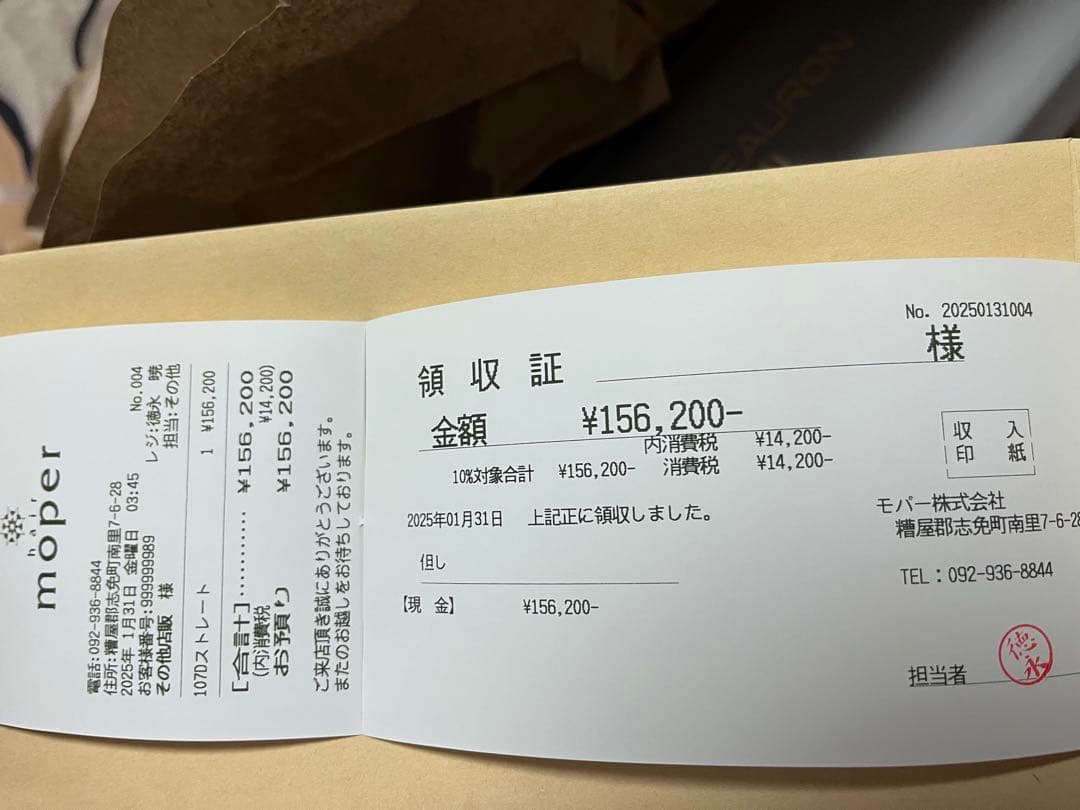 hair
moper
電話:092-936-8844
住所:糟屋郡志免町南里7-6-28
2025年 1月31日 金曜日 03:45
お客様番号:999999989
その他店販 様
No.004
レジ:徳永 暁
担当:その他
107Dストレート 1 ¥156,200
[合計].......... ¥156,200
(内消費税 ¥14,200)
お預り ¥156,200
ご来店頂き誠にありがとうございます。
またのお越しをお待ちしております。
No. 20250131004
領収証 様
金額 ¥156,200-
内消費税 ¥14,200-
10%対象合計 ¥156,200- 消費税 ¥14,200-
収入
印紙
2025年01月31日 上記正に領収しました。
モパー株式会社
糟屋郡志免町南里7-6-28
但し
TEL:092-936-8844
【現 金】 ¥156,200-
担当者 徳永